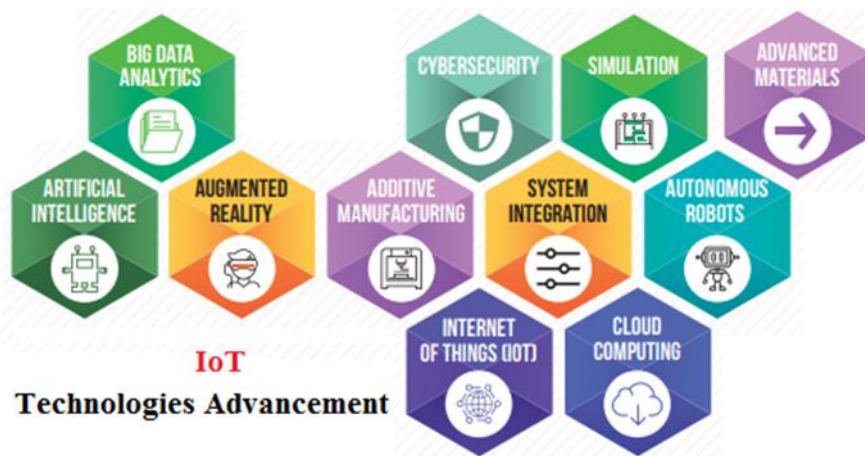 BIG DATA
ANALYTICS
CYBERSECURITY
SIMULATION
ADVANCED
MATERIALS
ARTIFICIAL
INTELLIGENCE
AUGMENTED
REALITY
ADDITIVE
MANUFACTURING
SYSTEM
INTEGRATION
AUTONOMOUS
ROBOTS
INTERNET
OF THINGS (IOT)
CLOUD
COMPUTING
IoT
Technologies Advancement